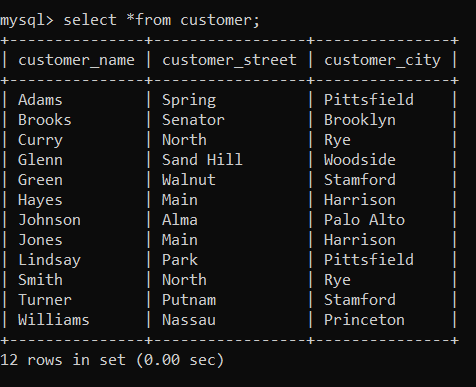 mysql> select *from customer;
+---------------+-----------------+---------------+
| customer_name | customer_street | customer_city |
+---------------+-----------------+---------------+
| Adams         | Spring          | Pittsfield    |
| Brooks        | Senator         | Brooklyn      |
| Curry         | North           | Rye           |
| Glenn         | Sand Hill       | Woodside      |
| Green         | Walnut          | Stamford      |
| Hayes         | Main            | Harrison      |
| Johnson       | Alma            | Palo Alto     |
| Jones         | Main            | Harrison      |
| Lindsay       | Park            | Pittsfield    |
| Smith         | North           | Rye           |
| Turner        | Putnam          | Stamford      |
| Williams      | Nassau          | Princeton     |
+---------------+-----------------+---------------+
12 rows in set (0.00 sec)